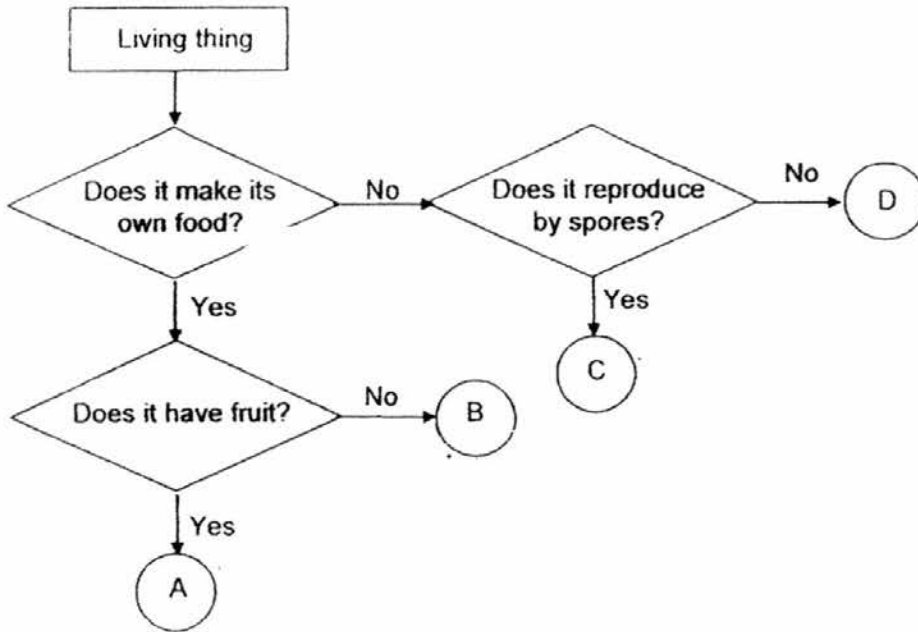 Living thing
Does it make its
own food?
No
Does it reproduce
by spores?
No
D
Yes
Yes
C
Does it have fruit?
No
B
Yes
A